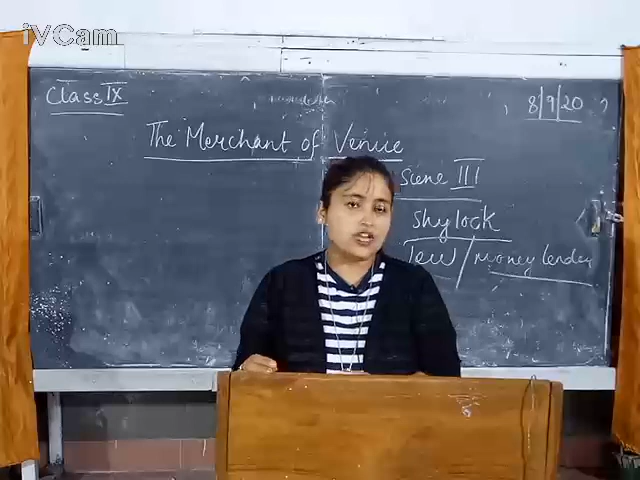 iVCam
Class IX
8/9/20
The Merchant of Venice
Scene III
Shylock
Jew / Money lender